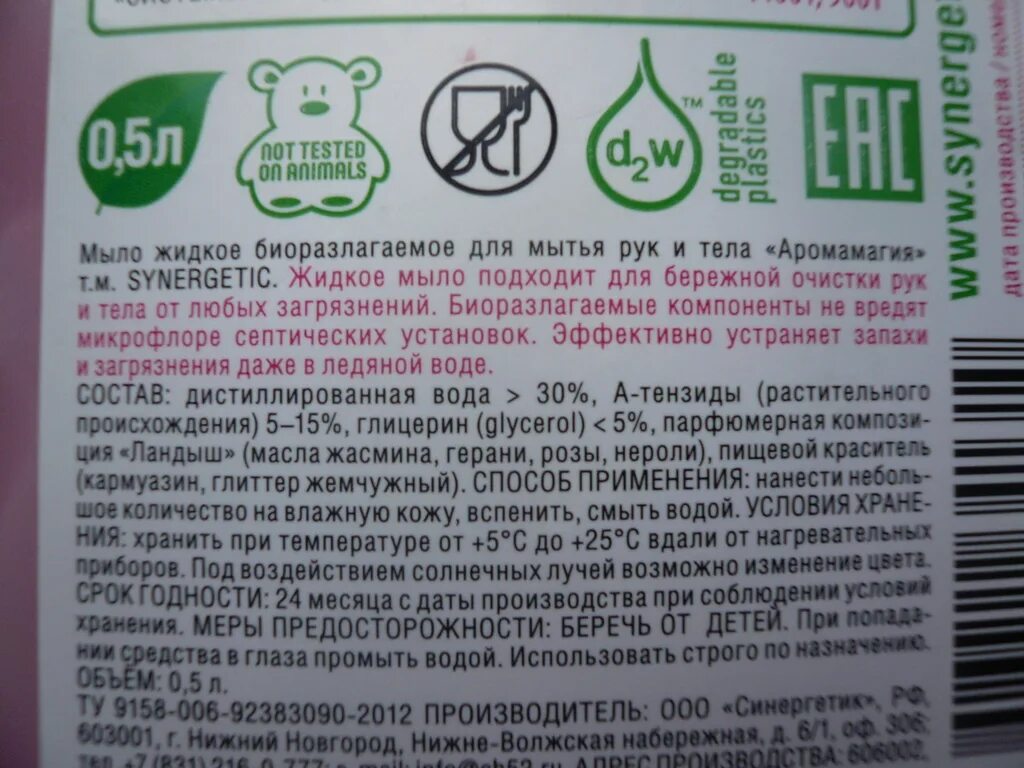 14001, 9001
0,5л
NOT TESTED
ON ANIMALS
d2w™
degradable
plastics
EAC
Мыло жидкое биоразлагаемое для мытья рук и тела «Аромамагия»
т.м. SYNERGETIC. Жидкое мыло подходит для бережной очистки рук
и тела от любых загрязнений. Биоразлагаемые компоненты не вредят
микрофлоре септических установок. Эффективно устраняет запахи
и загрязнения даже в ледяной воде.
СОСТАВ: дистиллированная вода > 30%, А-тензиды (растительного
происхождения) 5–15%, глицерин (glycerol) < 5%, парфюмерная компози-
ция «Ландыш» (масла жасмина, герани, розы, нероли), пищевой краситель
(кармуазин, глиттер жемчужный). СПОСОБ ПРИМЕНЕНИЯ: нанести неболь-
шое количество на влажную кожу, вспенить, смыть водой. УСЛОВИЯ ХРАНЕ-
НИЯ: хранить при температуре от +5°С до +25°С вдали от нагревательных
приборов. Под воздействием солнечных лучей возможно изменение цвета.
СРОК ГОДНОСТИ: 24 месяца с даты производства при соблюдении условий
хранения. МЕРЫ ПРЕДОСТОРОЖНОСТИ: БЕРЕЧЬ ОТ ДЕТЕЙ. При попада-
нии средства в глаза промыть водой. Использовать строго по назначению.
ОБЪЁМ: 0,5 л.
ТУ 9158-006-92383090-2012 ПРОИЗВОДИТЕЛЬ: ООО «Синергетик», РФ,
603001, г. Нижний Новгород, Нижне-Волжская набережная, д. 6/1, оф. 306;
АДРЕС ПРОИЗВОДСТВА: 606002,
www.synerge
дата производства / номе